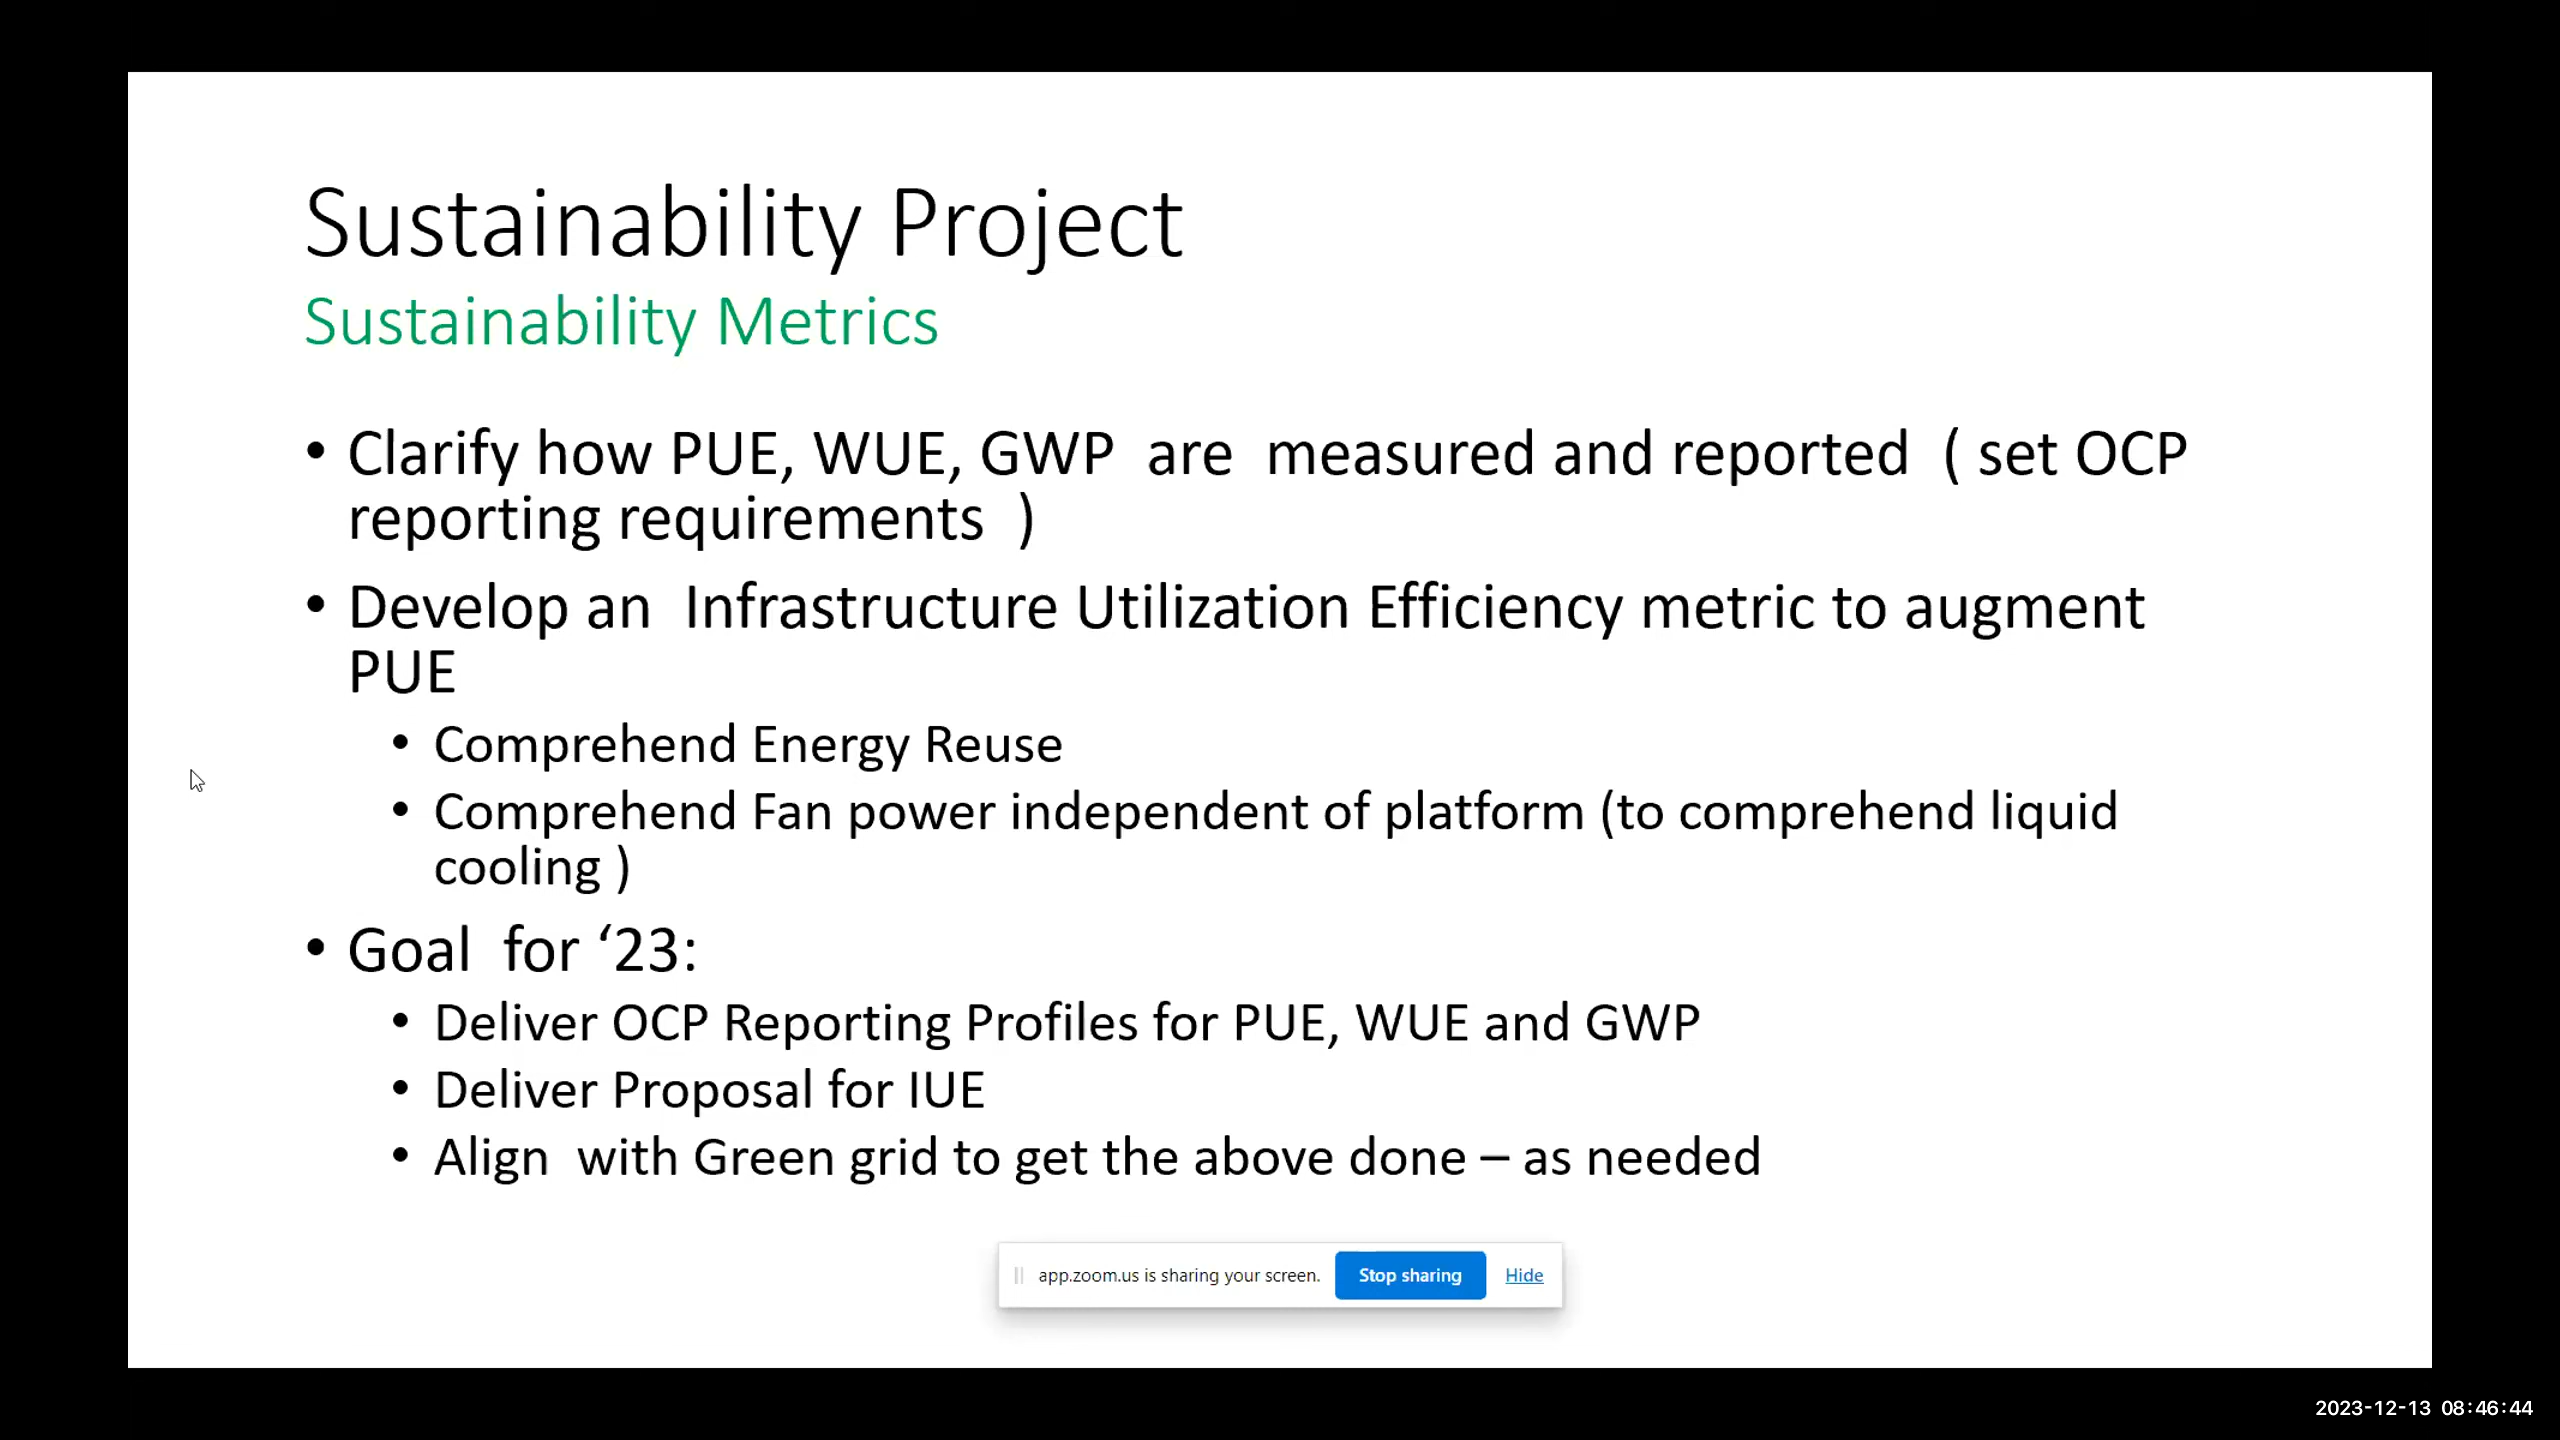 Sustainability Project
Sustainability Metrics
• Clarify how PUE, WUE, GWP are measured and reported ( set OCP
reporting requirements )
• Develop an Infrastructure Utilization Efficiency metric to augment
PUE
• Comprehend Energy Reuse
• Comprehend Fan power independent of platform (to comprehend liquid
cooling )
• Goal for ‘23:
• Deliver OCP Reporting Profiles for PUE, WUE and GWP
• Deliver Proposal for IUE
• Align with Green grid to get the above done – as needed
app.zoom.us is sharing your screen. Stop sharing Hide
2023-12-13 08:46:44